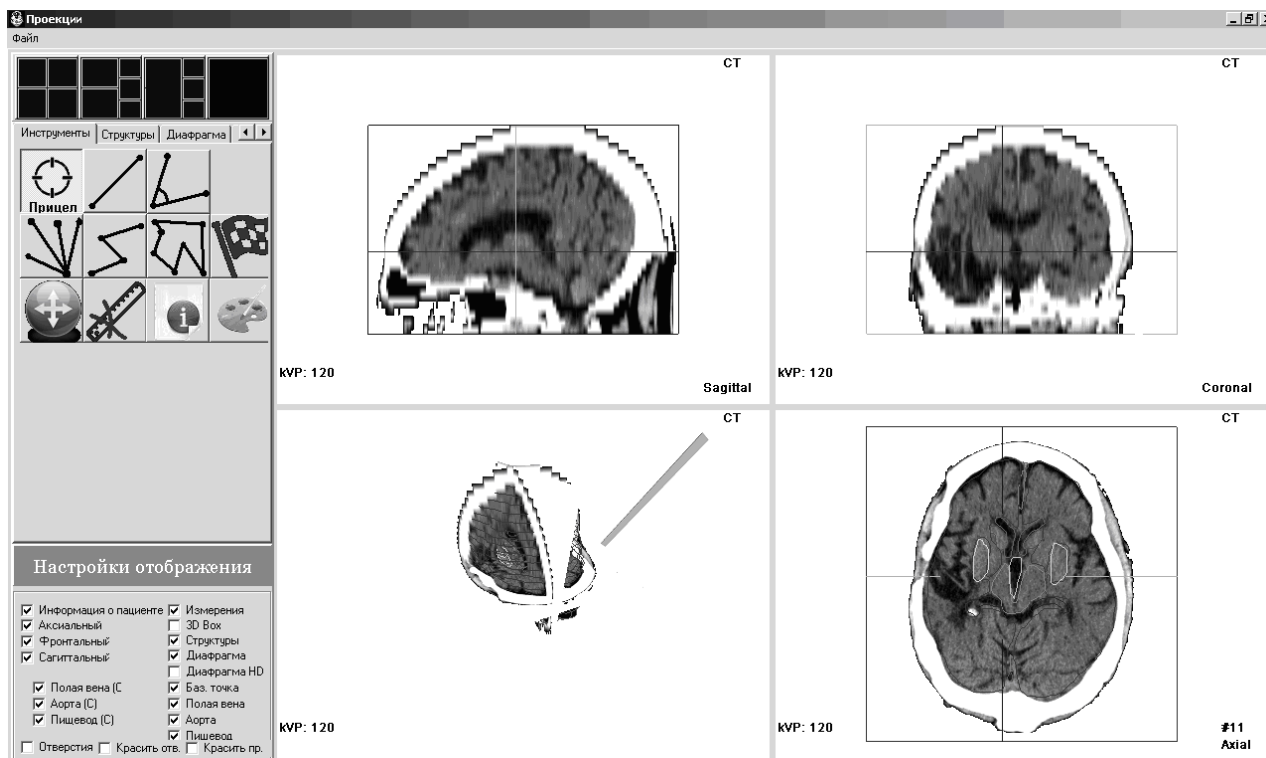 Проекции
Файл
Инструменты Структуры Диафрагма
Прицел
Настройки отображения
Информация о пациенте Измерения
Аксиальный 3D Box
Фронтальный Структуры
Сагиттальный Диафрагма
Диафрагма HD
Полая вена (С Баз. точка
Аорта (С) Полая вена
Пищевод (С) Аорта
Пищевод
Отверстия Красить отв. Красить пр.
CT
kVP: 120
Sagittal
CT
kVP: 120
Coronal
CT
kVP: 120
CT
kVP: 120
#11
Axial